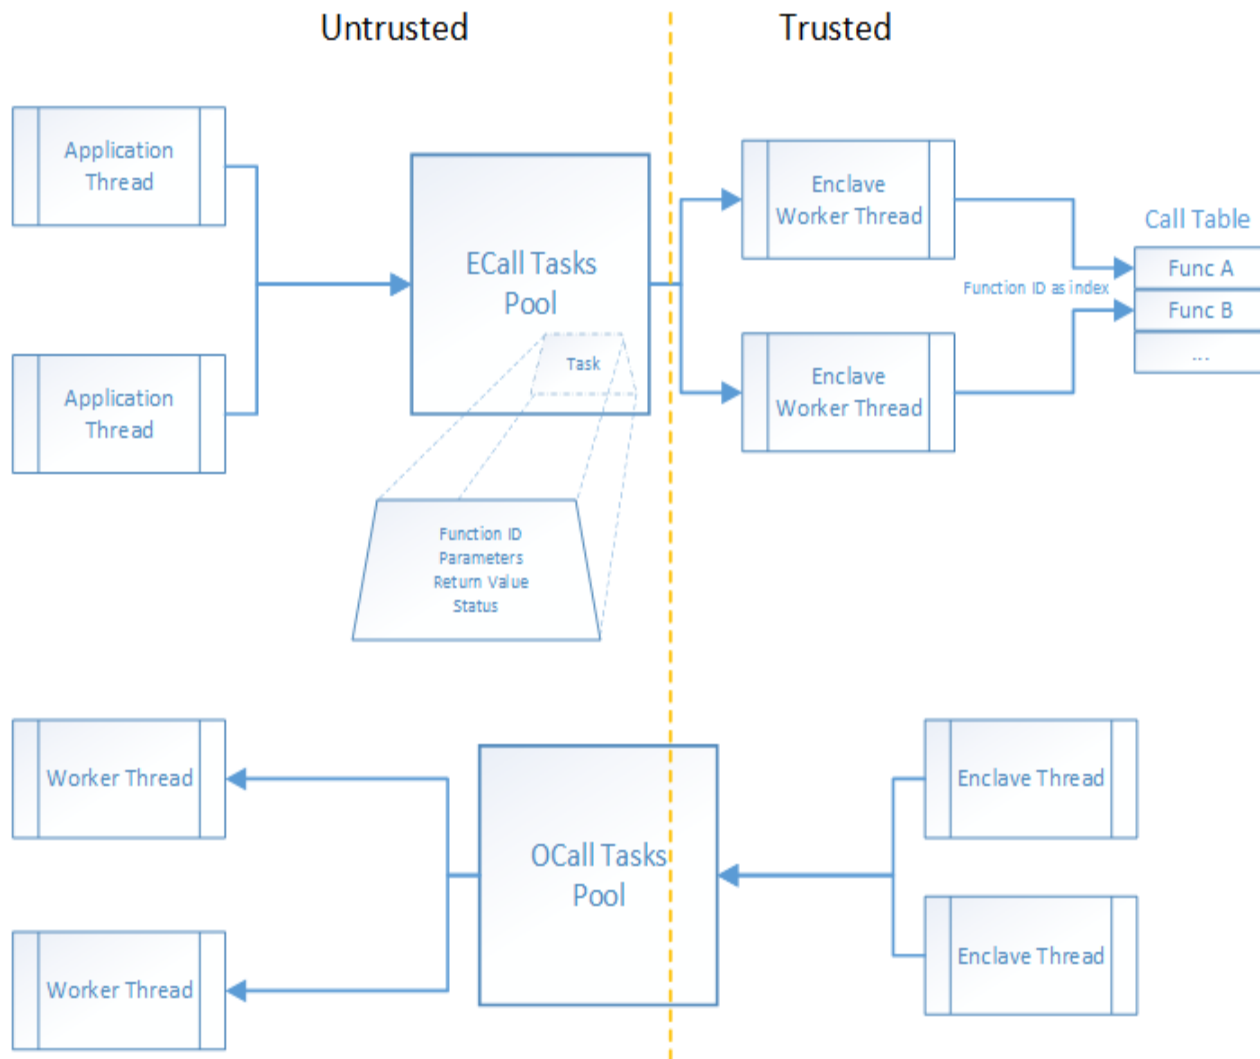 Untrusted
Trusted
Application
Thread
Application
Thread
ECall Tasks
Pool
Task
Function ID
Parameters
Return Value
Status
Enclave
Worker Thread
Enclave
Worker Thread
Function ID as index
Call Table
Func A
Func B
...
Worker Thread
Worker Thread
OCall Tasks
Pool
Enclave Thread
Enclave Thread